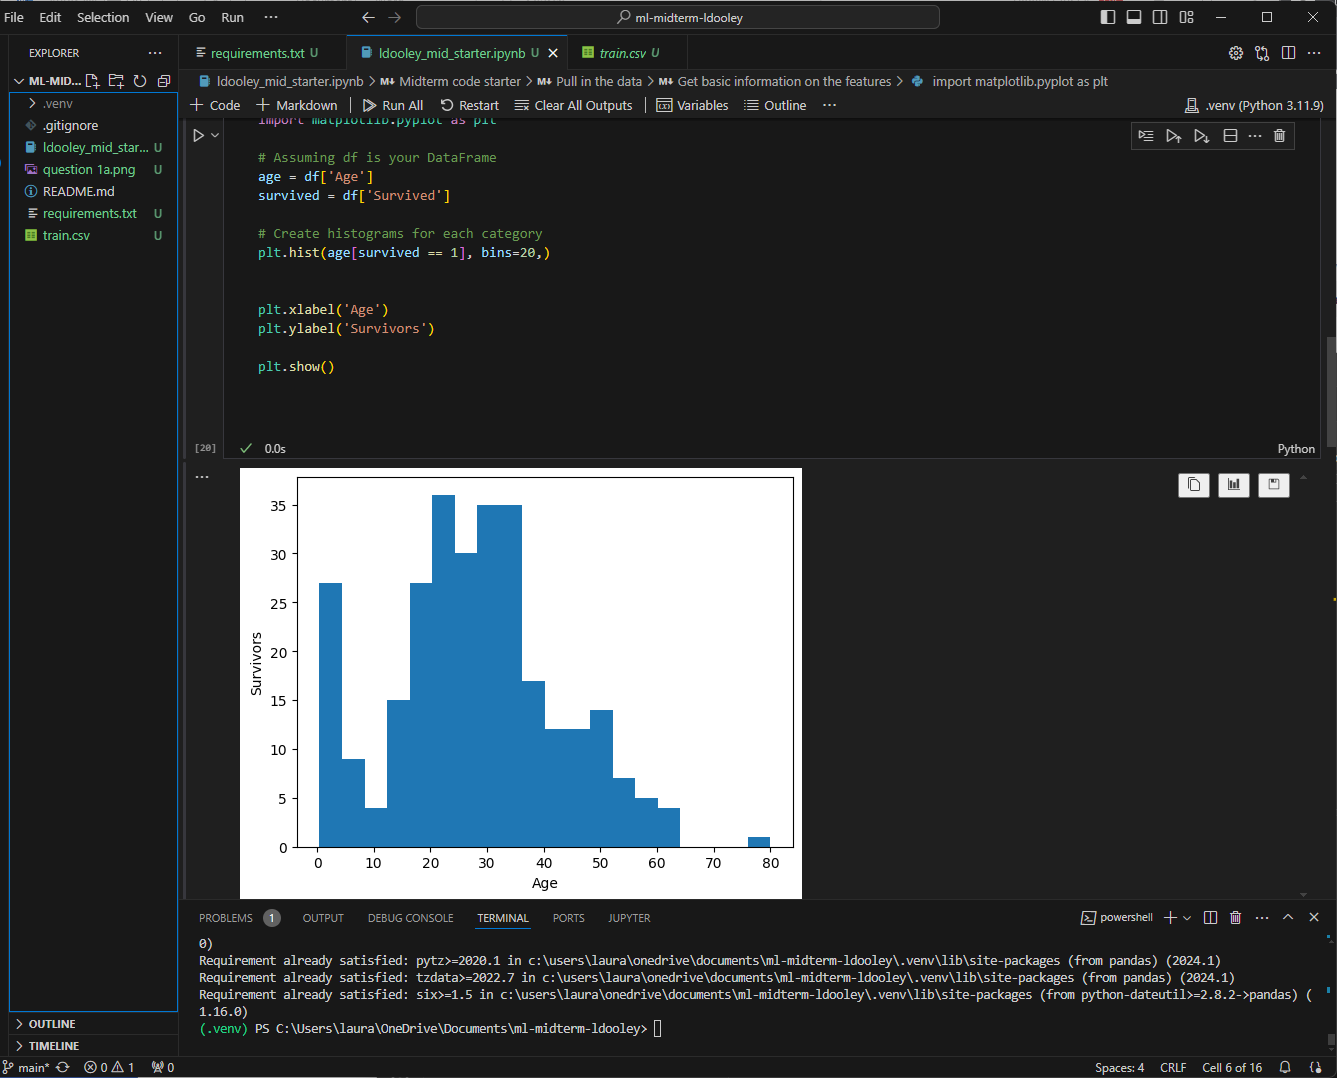 File Edit Selection View Go Run ··· ml-midterm-ldooley
EXPLORER ···
ML-MID...
.venv
.gitignore
ldooley_mid_star... U
question 1a.png U
README.md
requirements.txt U
train.csv U
OUTLINE
TIMELINE
requirements.txt U ldooley_mid_starter.ipynb U train.csv U
ldooley_mid_starter.ipynb > M↓ Midterm code starter > M↓ Pull in the data > M↓ Get basic information on the features > import matplotlib.pyplot as plt
+ Code + Markdown | Run All Restart Clear All Outputs | Variables Outline ··· .venv (Python 3.11.9)
import matplotlib.pyplot as plt
# Assuming df is your DataFrame
age = df['Age']
survived = df['Survived']
# Create histograms for each category
plt.hist(age[survived == 1], bins=20,)
plt.xlabel('Age')
plt.ylabel('Survivors')
plt.show()
[20] ✓ 0.0s Python
35
30
25
20
15
10
5
0
Survivors
0 10 20 30 40 50 60 70 80
Age
PROBLEMS 1 OUTPUT DEBUG CONSOLE TERMINAL PORTS JUPYTER powershell
0)
Requirement already satisfied: pytz>=2020.1 in c:\users\laura\onedrive\documents\ml-midterm-ldooley\.venv\lib\site-packages (from pandas) (2024.1)
Requirement already satisfied: tzdata>=2022.7 in c:\users\laura\onedrive\documents\ml-midterm-ldooley\.venv\lib\site-packages (from pandas) (2024.1)
Requirement already satisfied: six>=1.5 in c:\users\laura\onedrive\documents\ml-midterm-ldooley\.venv\lib\site-packages (from python-dateutil>=2.8.2->pandas) (
1.16.0)
(.venv) PS C:\Users\laura\OneDrive\Documents\ml-midterm-ldooley>
main* 0 1 0 Spaces: 4 CRLF Cell 6 of 16